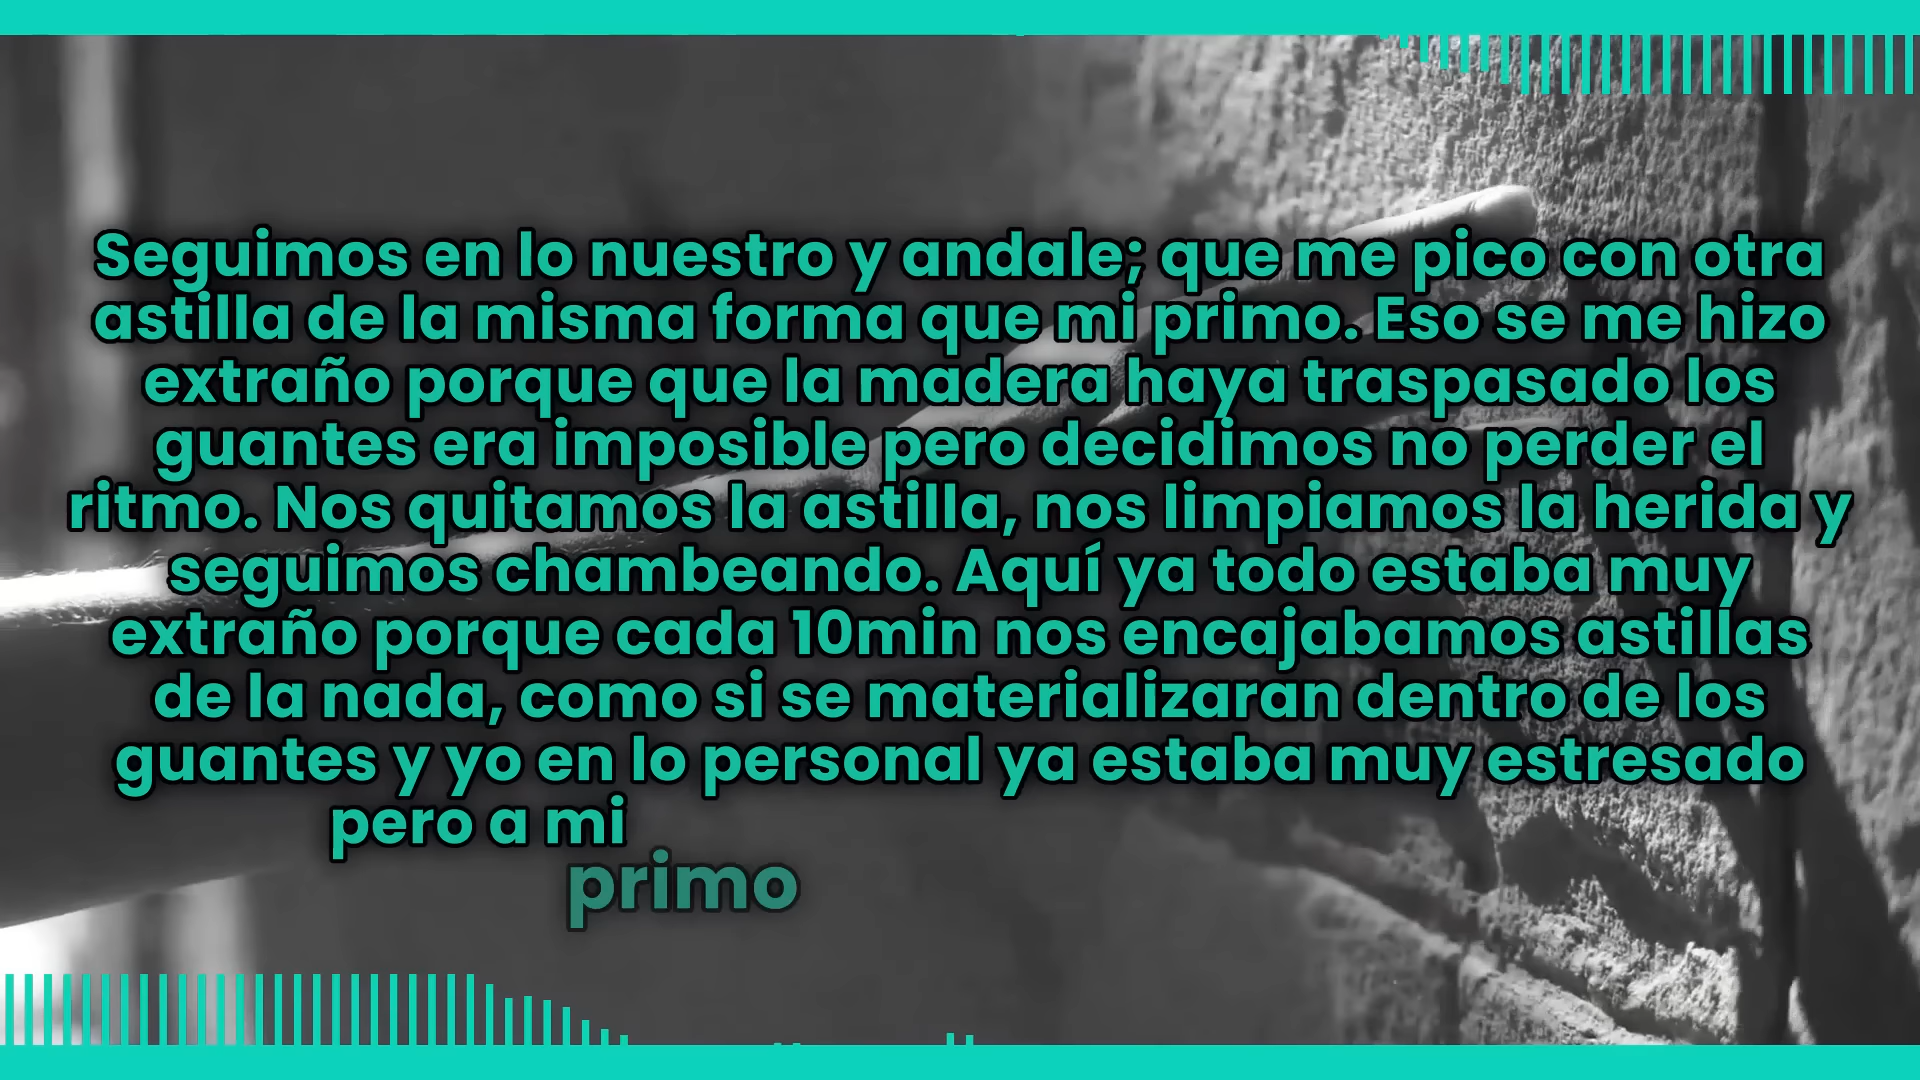 Seguimos en lo nuestro y andale; que me pico con otra
astilla de la misma forma que mi primo. Eso se me hizo
extraño porque que la madera haya traspasado los
guantes era imposible pero decidimos no perder el
ritmo. Nos quitamos la astilla, nos limpiamos la herida y
seguimos chambeando. Aquí ya todo estaba muy
extraño porque cada 10min nos encajabamos astillas
de la nada, como si se materializaran dentro de los
guantes y yo en lo personal ya estaba muy estresado
pero a mi
primo